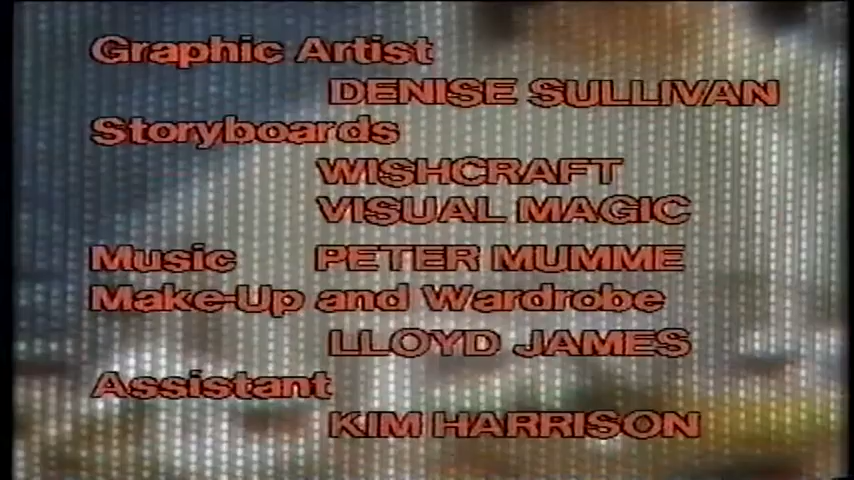 Graphic Artist
DENISE SULLIVAN
Storyboards
WISHCRAFT
VISUAL MAGIC
Music PETER MUMME
Make-Up and Wardrobe
LLOYD JAMES
Assistant
KIM HARRISON